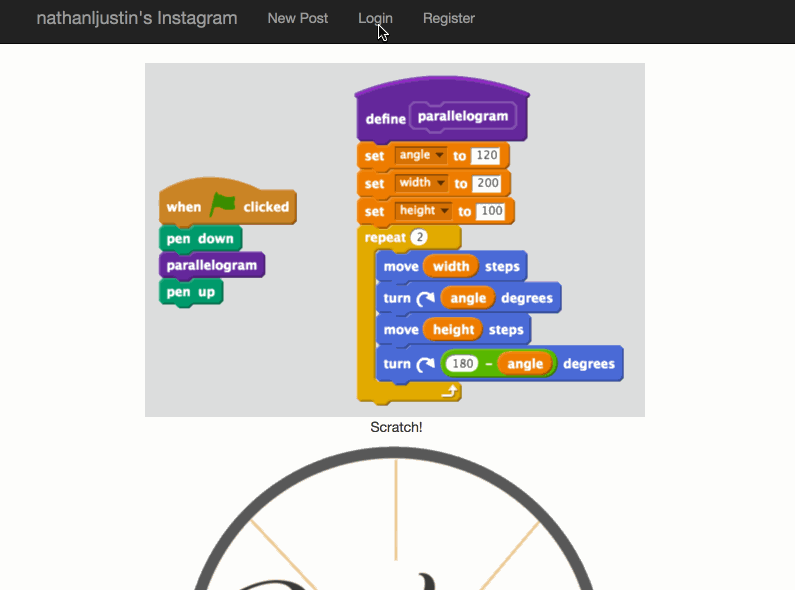 nathanljustin's Instagram New Post Login Register
define parallelogram
set angle to 120
set width to 200
set height to 100
repeat 2
move width steps
turn angle degrees
move height steps
turn 180 - angle degrees
when clicked
pen down
parallelogram
pen up
Scratch!